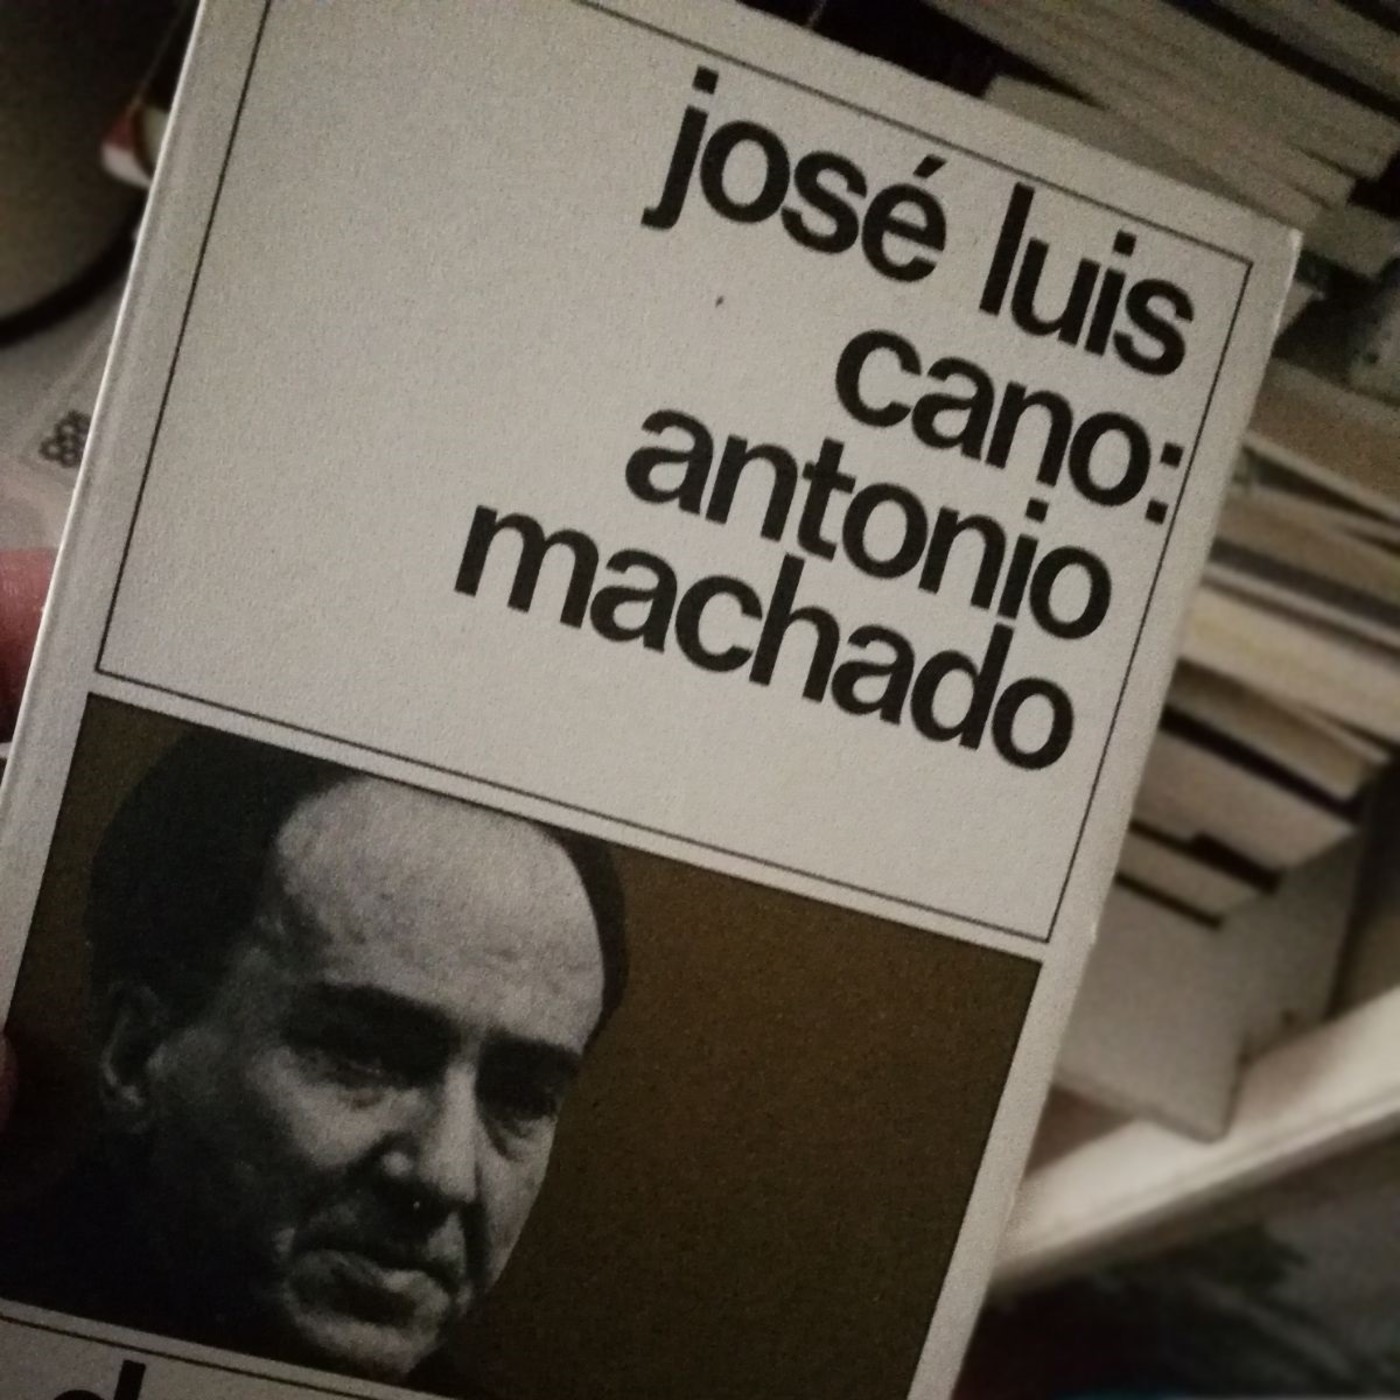 josé luis
cano:
antonio
machado